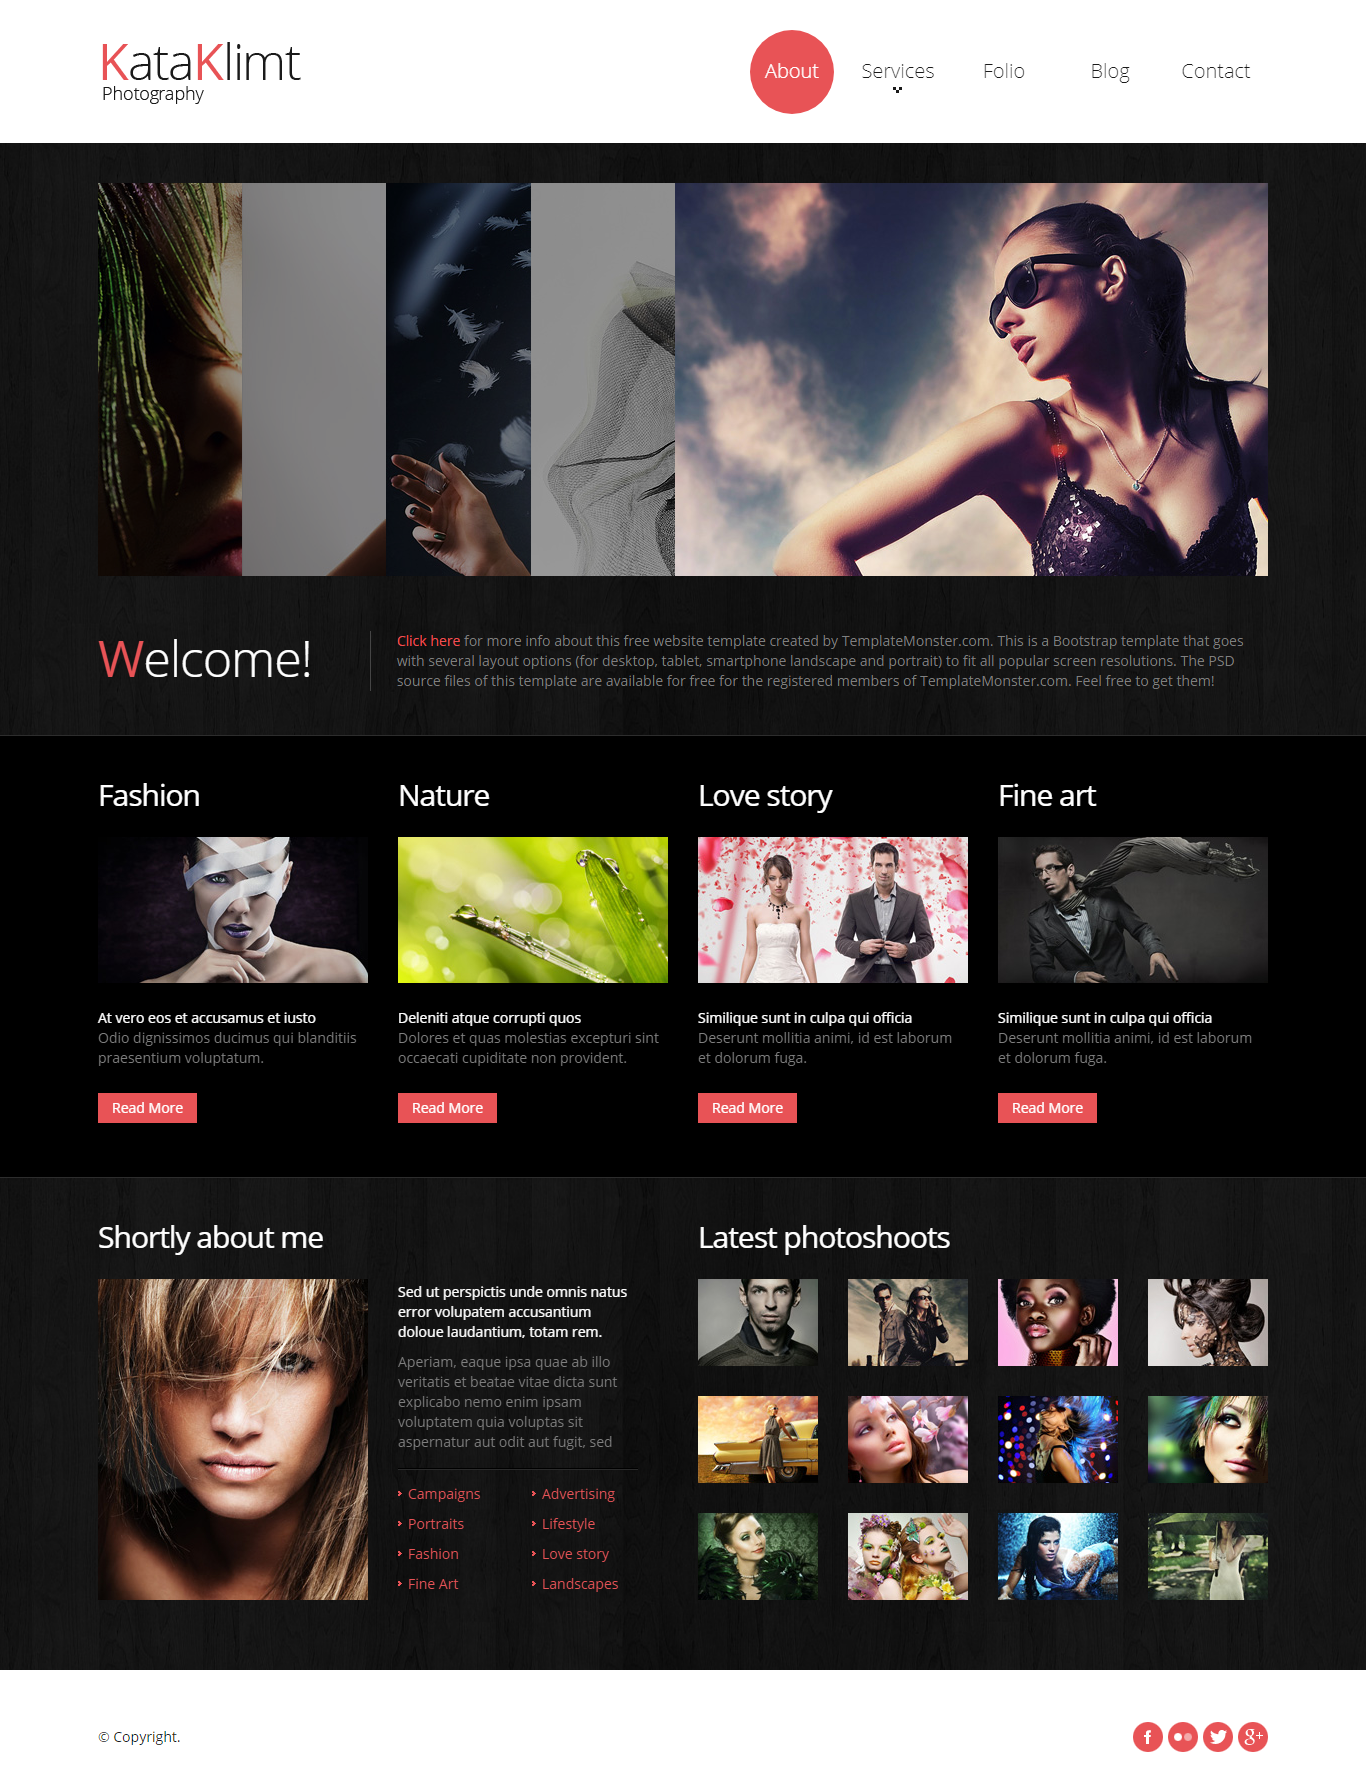 KataKlimt
Photography
About
Services
Folio
Blog
Contact
Welcome!
Click here for more info about this free website template created by TemplateMonster.com. This is a Bootstrap template that goes
with several layout options (for desktop, tablet, smartphone landscape and portrait) to fit all popular screen resolutions. The PSD
source files of this template are available for free for the registered members of TemplateMonster.com. Feel free to get them!
Fashion
At vero eos et accusamus et iusto
Odio dignissimos ducimus qui blanditiis
praesentium voluptatum.
Read More
Nature
Deleniti atque corrupti quos
Dolores et quas molestias excepturi sint
occaecati cupiditate non provident.
Read More
Love story
Similique sunt in culpa qui officia
Deserunt mollitia animi, id est laborum
et dolorum fuga.
Read More
Fine art
Similique sunt in culpa qui officia
Deserunt mollitia animi, id est laborum
et dolorum fuga.
Read More
Shortly about me
Sed ut perspictis unde omnis natus
error volupatem accusantium
doloue laudantium, totam rem.
Aperiam, eaque ipsa quae ab illo
veritatis et beatae vitae dicta sunt
explicabo nemo enim ipsam
voluptatem quia voluptas sit
aspernatur aut odit aut fugit, sed
Campaigns
Portraits
Fashion
Fine Art
Advertising
Lifestyle
Love story
Landscapes
Latest photoshoots
© Copyright.